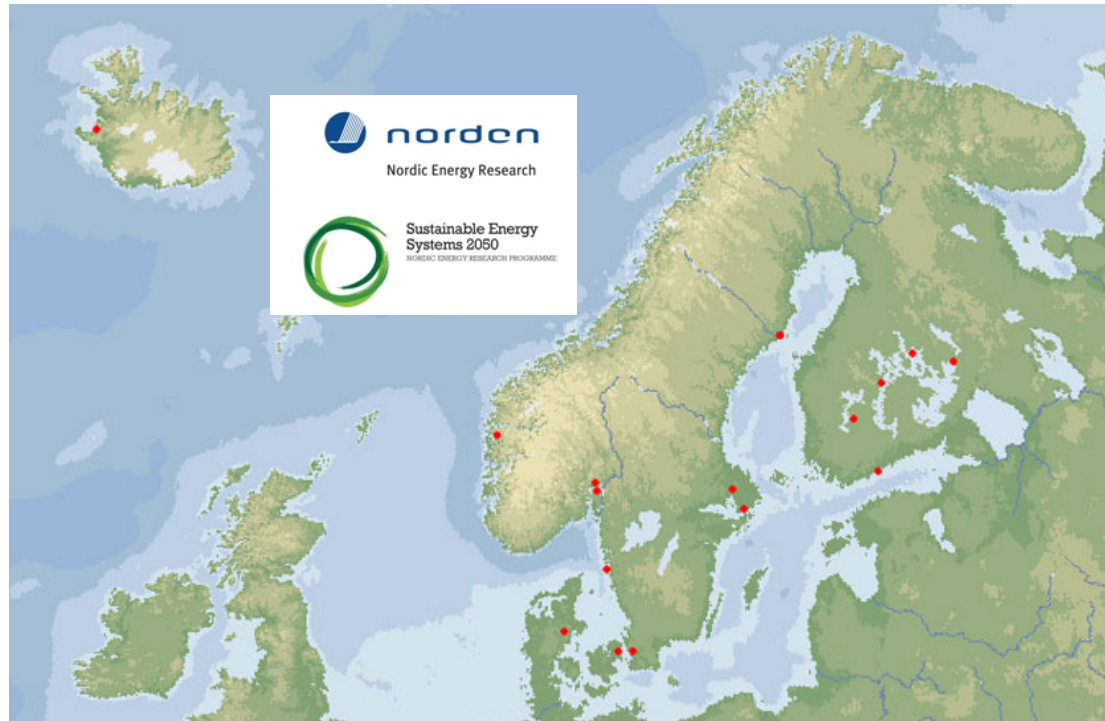 norden
Nordic Energy Research
Sustainable Energy
Systems 2050
NORDIC ENERGY RESEARCH PROGRAMME